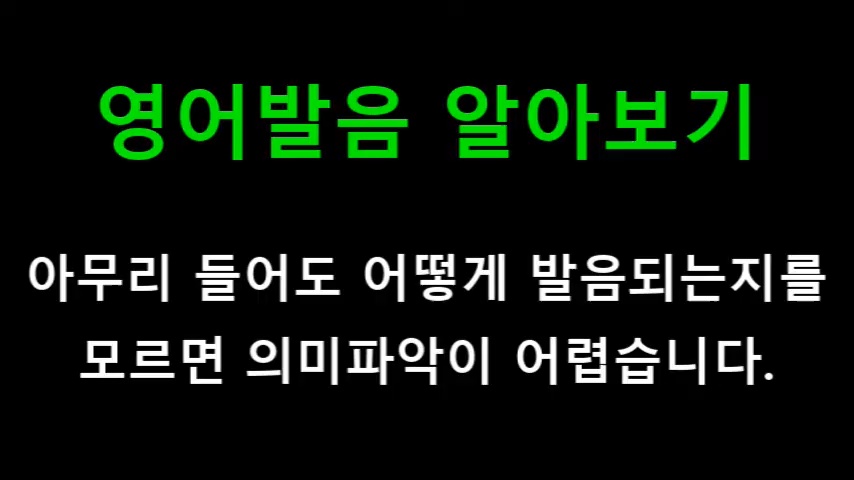 영어발음 알아보기
아무리 들어도 어떻게 발음되는지를
모르면 의미파악이 어렵습니다.